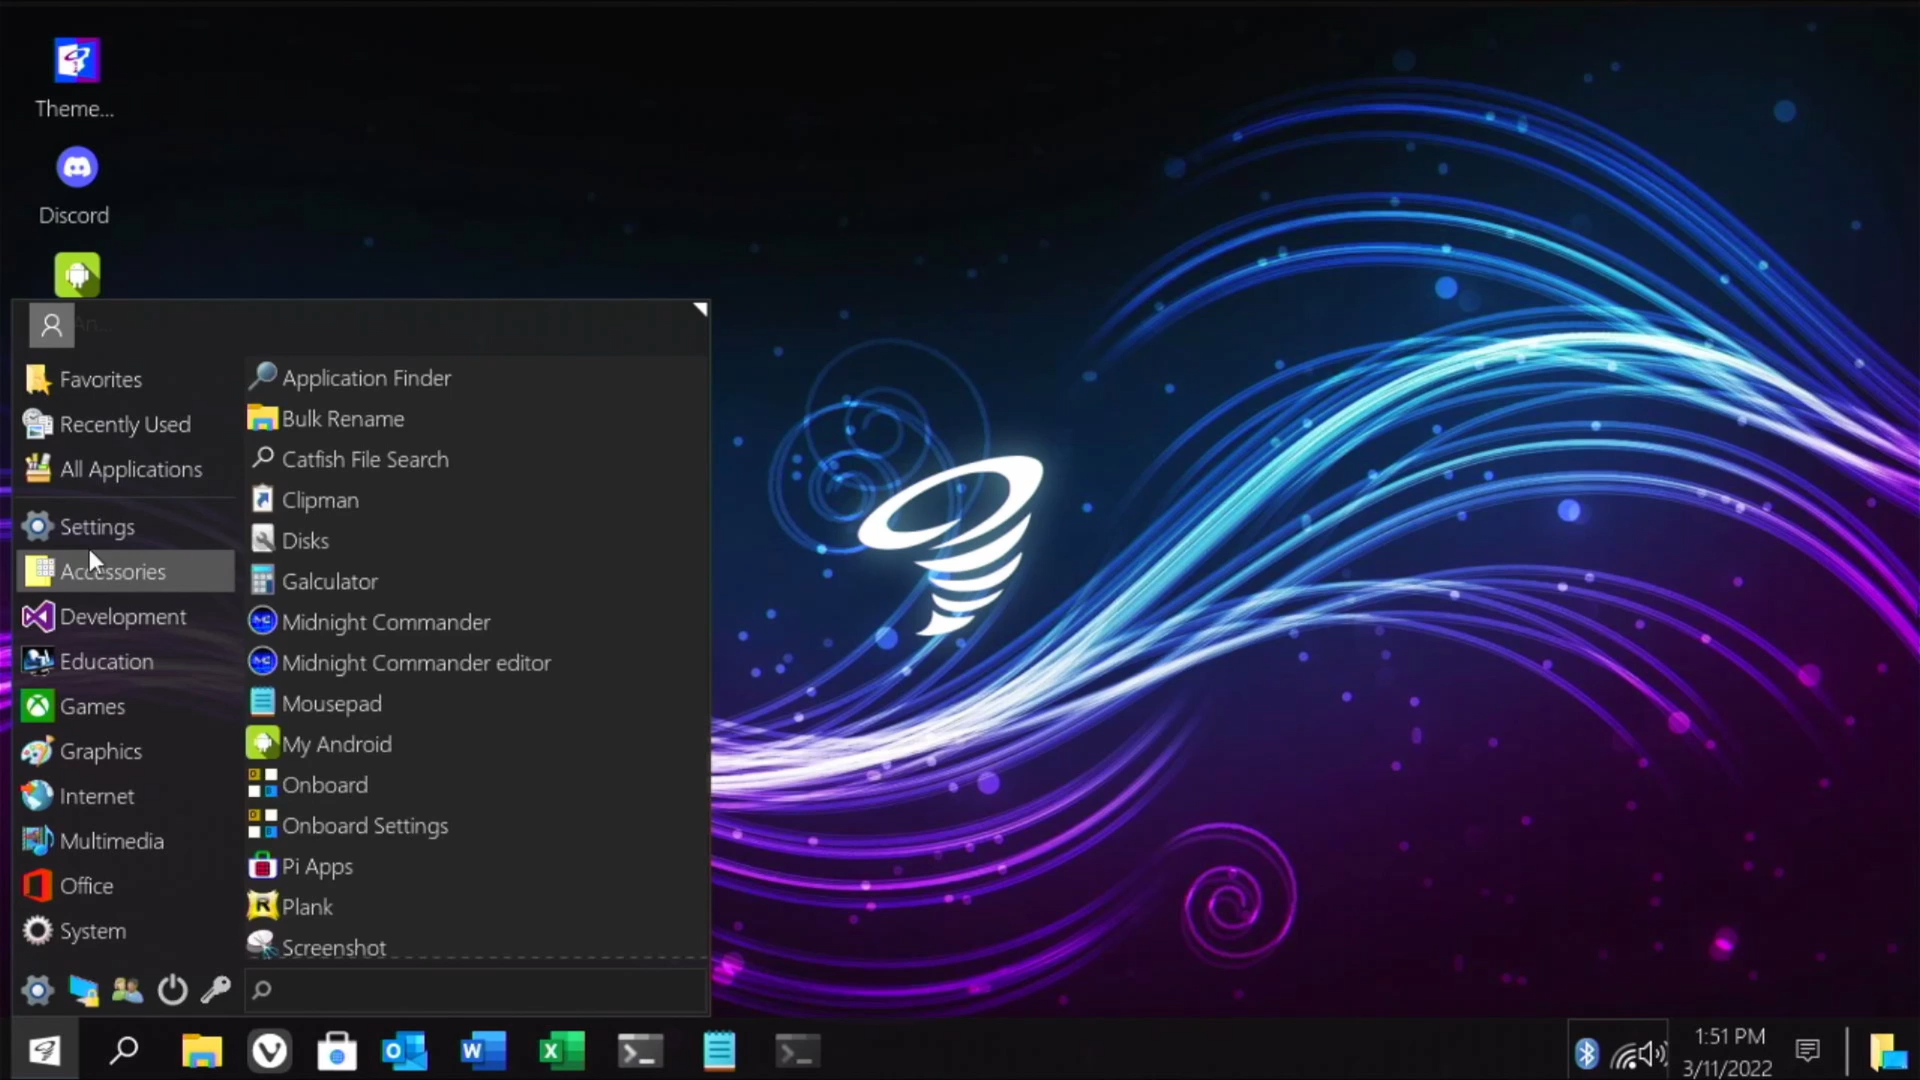 Theme...
Discord
An...
Favorites
Recently Used
All Applications
Settings
Accessories
Development
Education
Games
Graphics
Internet
Multimedia
Office
System
Application Finder
Bulk Rename
Catfish File Search
Clipman
Disks
Galculator
Midnight Commander
Midnight Commander editor
Mousepad
My Android
Onboard
Onboard Settings
Pi Apps
Plank
Screenshot
1:51 PM
3/11/2022